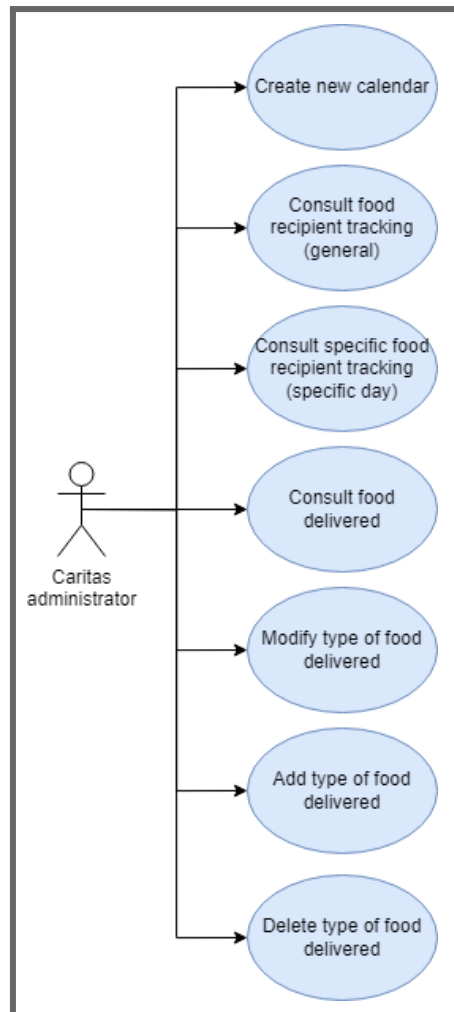 Create new calendar
Consult food
recipient tracking
(general)
Consult specific food
recipient tracking
(specific day)
Consult food
delivered
Caritas
administrator
Modify type of food
delivered
Add type of food
delivered
Delete type of food
delivered